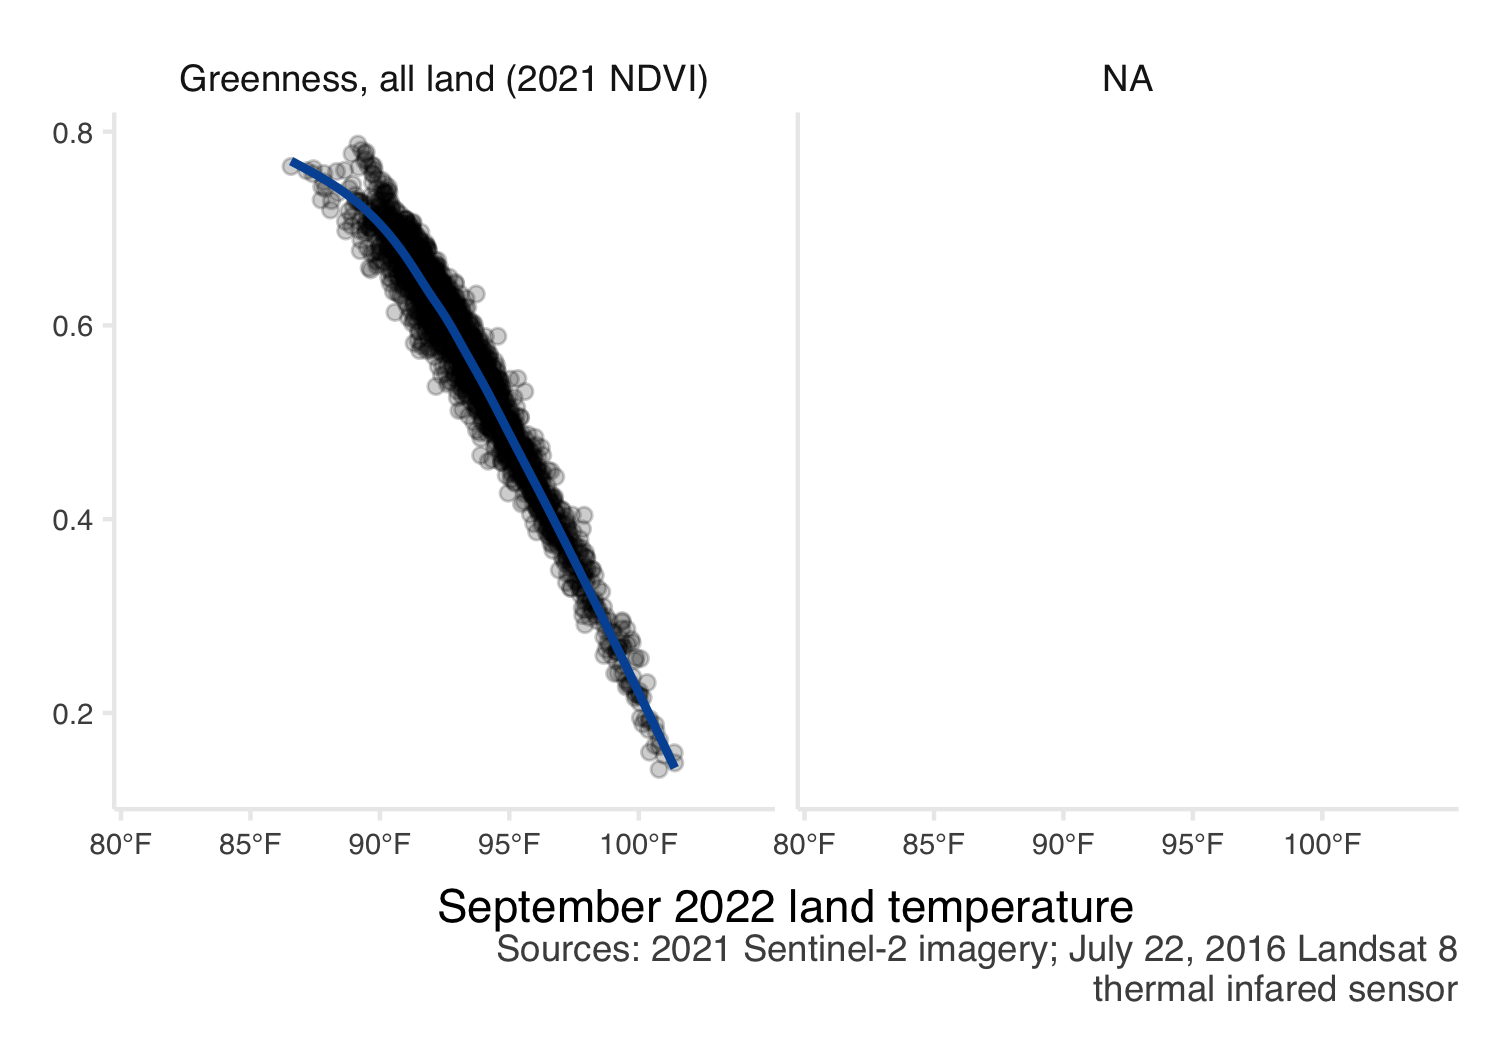 Greenness, all land (2021 NDVI)
NA
0.8
0.6
0.4
0.2
80°F 85°F 90°F 95°F 100°F 80°F 85°F 90°F 95°F 100°F
September 2022 land temperature
Sources: 2021 Sentinel-2 imagery; July 22, 2016 Landsat 8
thermal infared sensor